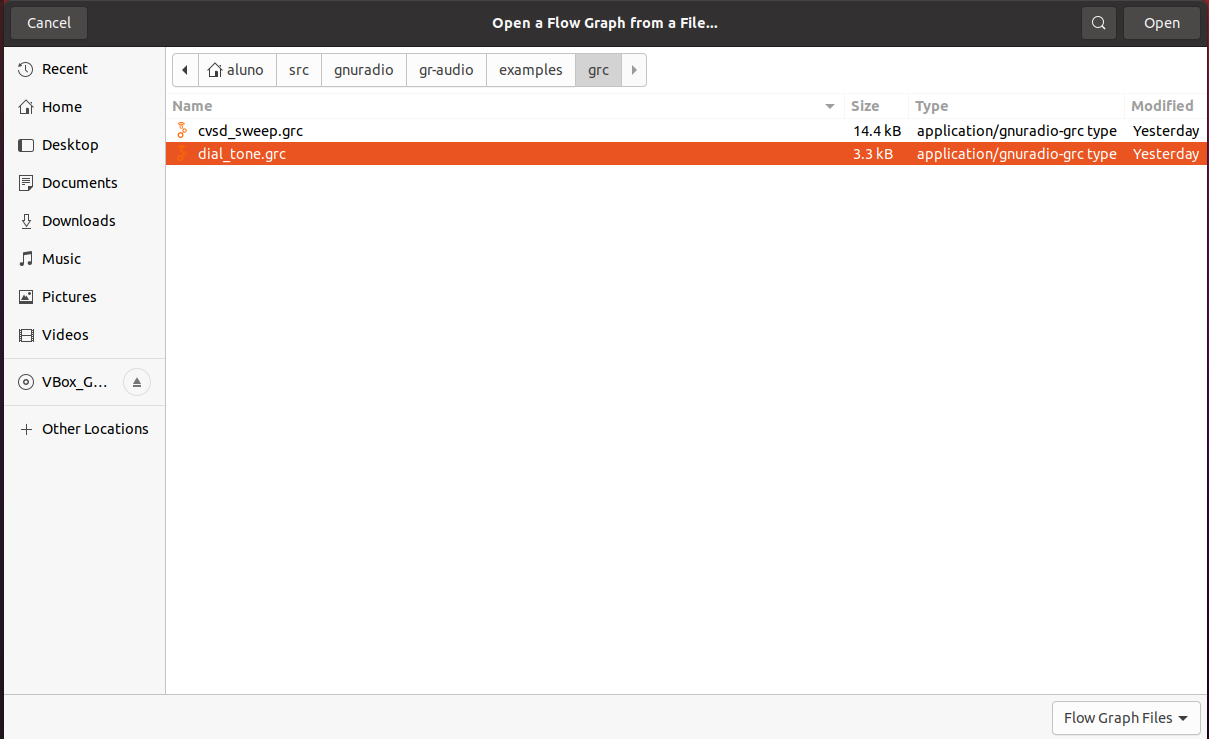 Cancel Open a Flow Graph from a File... Open
Recent
Home
Desktop
Documents
Downloads
Music
Pictures
Videos
VBox_G...
Other Locations
aluno src gnuradio gr-audio examples grc
Name Size Type Modified
cvsd_sweep.grc 14.4 kB application/gnuradio-grc type Yesterday
dial_tone.grc 3.3 kB application/gnuradio-grc type Yesterday
Flow Graph Files